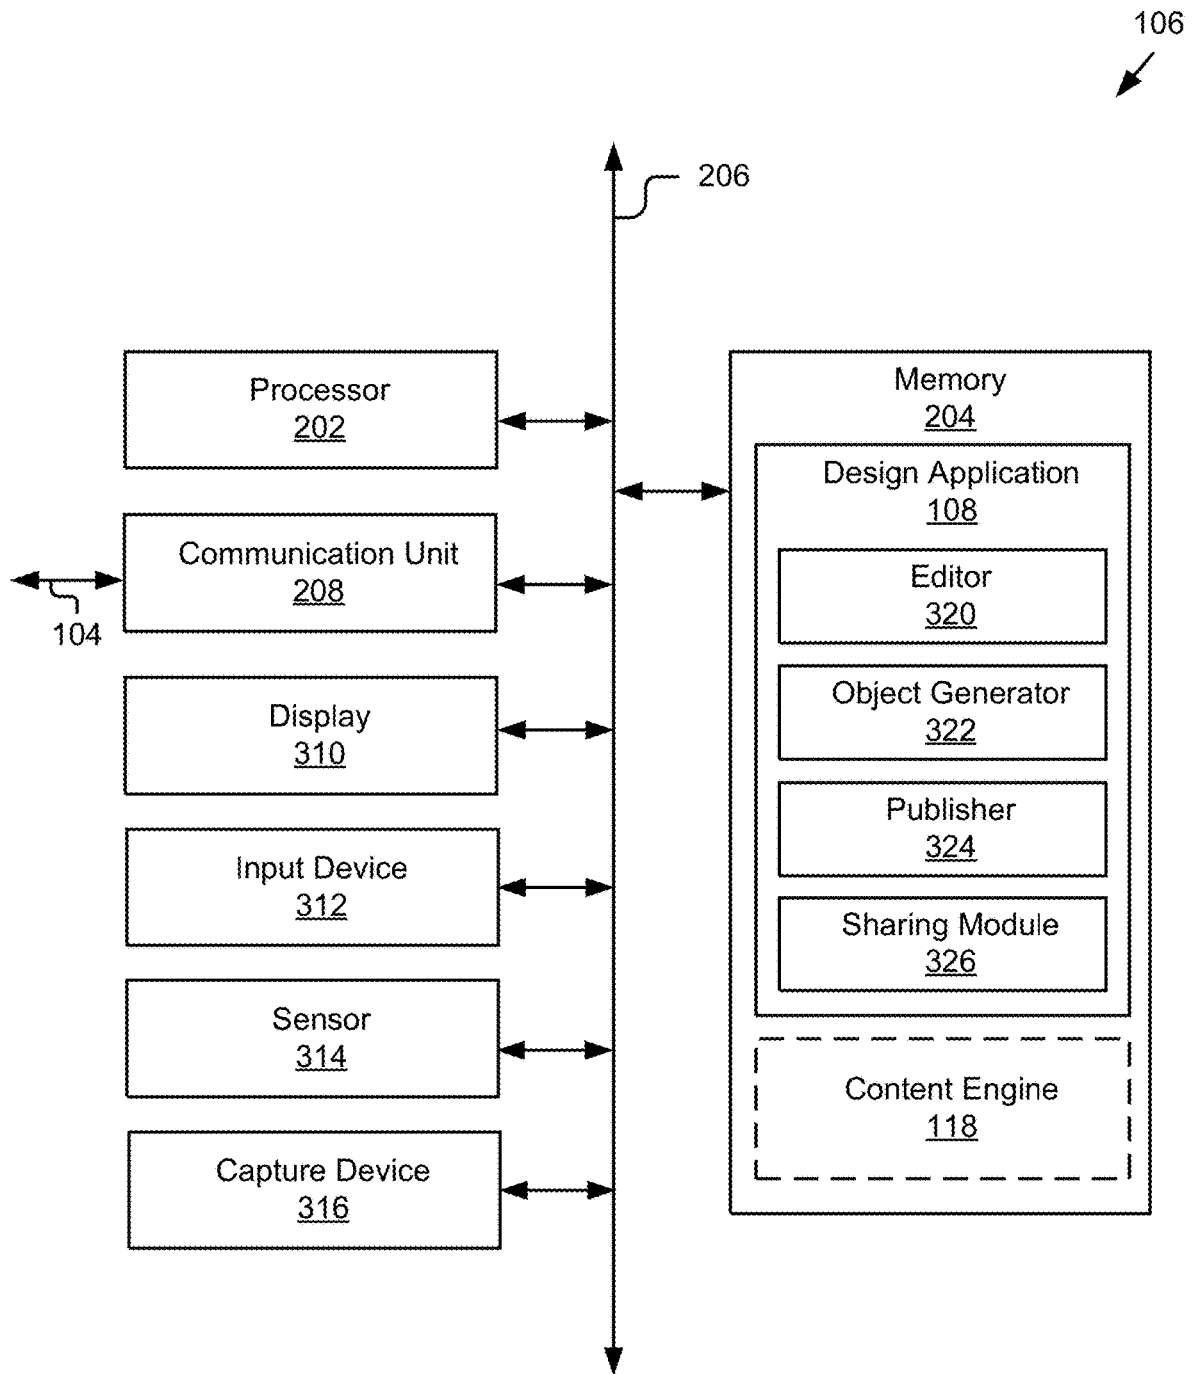 106
206
Processor
202
Communication Unit
208
104
Display
310
Input Device
312
Sensor
314
Capture Device
316
Memory
204
Design Application
108
Editor
320
Object Generator
322
Publisher
324
Sharing Module
326
Content Engine
118